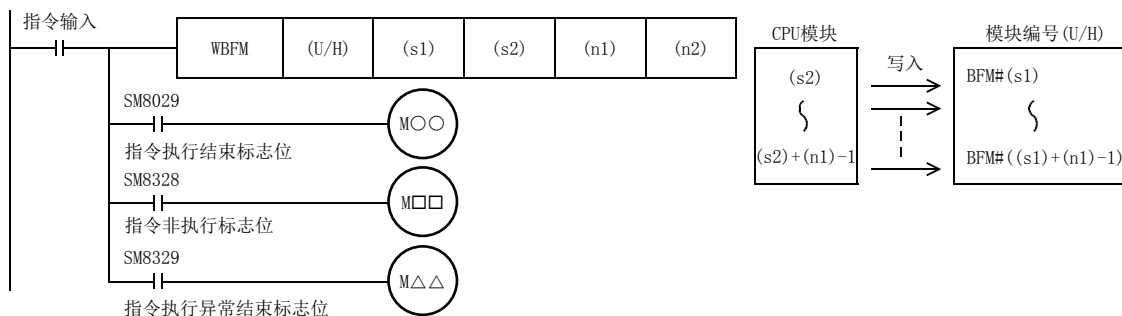 指令输入
WBFM (U/H) (s1) (s2) (n1) (n2)
SM8029
M○○
指令执行结束标志位
SM8328
M□□
指令非执行标志位
SM8329
M△△
指令执行异常结束标志位
CPU模块
模块编号(U/H)
(s2)
写入
BFM#(s1)
(s2)+(n1)-1
BFM#((s1)+(n1)-1)